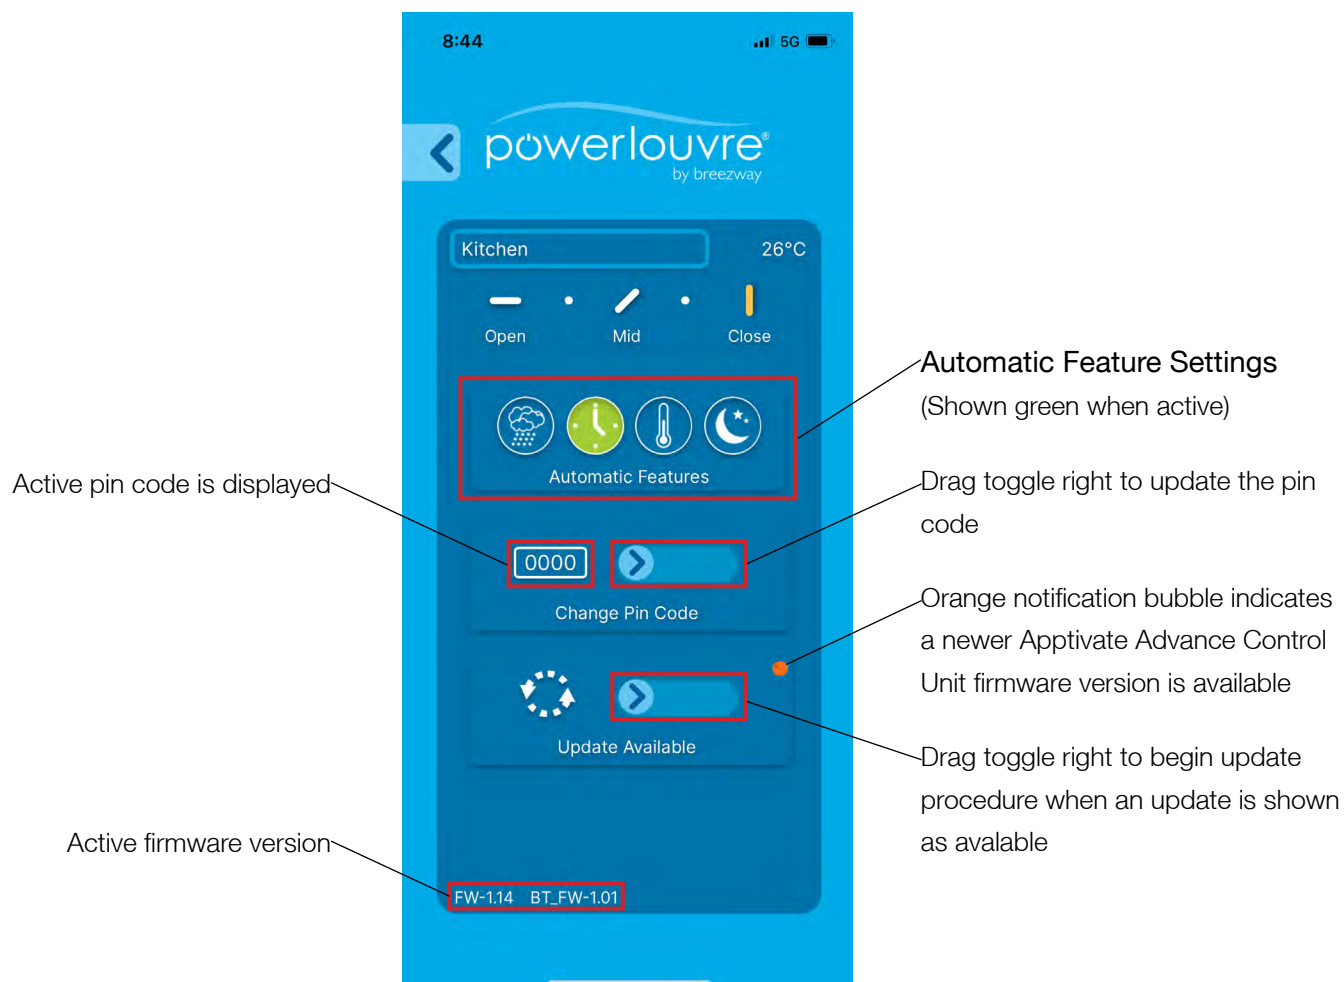 8:44
5G
powerlouvre®
by breezway
Kitchen
26°C
Open
Mid
Close
Automatic Features
0000
Change Pin Code
Update Available
FW-1.14 BT_FW-1.01
Active pin code is displayed
Active firmware version
Automatic Feature Settings
(Shown green when active)
Drag toggle right to update the pin
code
Orange notification bubble indicates
a newer Apptivate Advance Control
Unit firmware version is available
Drag toggle right to begin update
procedure when an update is shown
as avalable